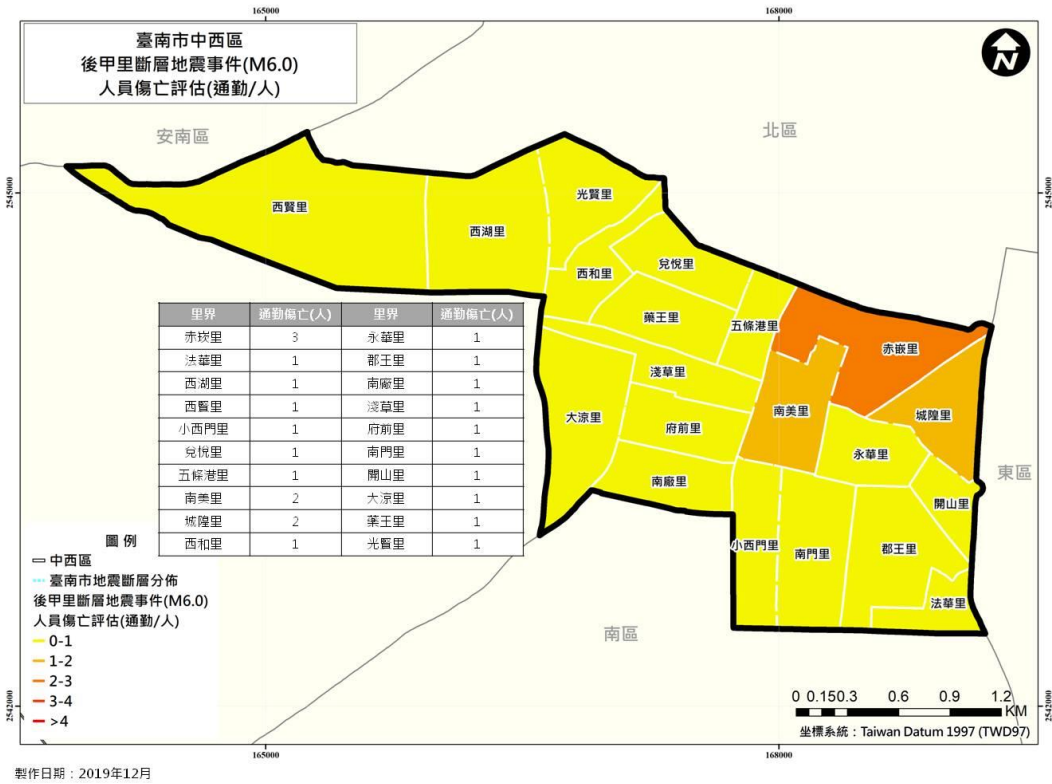 臺南市中西區
後甲里斷層地震事件(M6.0)
人員傷亡評估(通勤/人)
165000
168000
2545000
2545000
2542000
2542000
165000
168000
N
安南區
北區
東區
南區
西賢里
西湖里
光賢里
西和里
兌悅里
藥王里
五條港里
赤嵌里
淺草里
大涼里
府前里
南美里
城隍里
永華里
南廠里
開山里
小西門里
南門里
郡王里
法華里
里界 通勤傷亡(人) 里界 通勤傷亡(人)
赤崁里 3 永華里 1
法華里 1 郡王里 1
西湖里 1 南廠里 1
西賢里 1 淺草里 1
小西門里 1 府前里 1
兌悅里 1 南門里 1
五條港里 1 開山里 1
南美里 2 大涼里 1
城隍里 2 藥王里 1
西和里 1 光賢里 1
圖例
中西區
臺南市地震斷層分佈
後甲里斷層地震事件(M6.0)
人員傷亡評估(通勤/人)
0-1
1-2
2-3
3-4
>4
0 0.150.3 0.6 0.9 1.2
KM
坐標系統：Taiwan Datum 1997 (TWD97)
製作日期：2019年12月